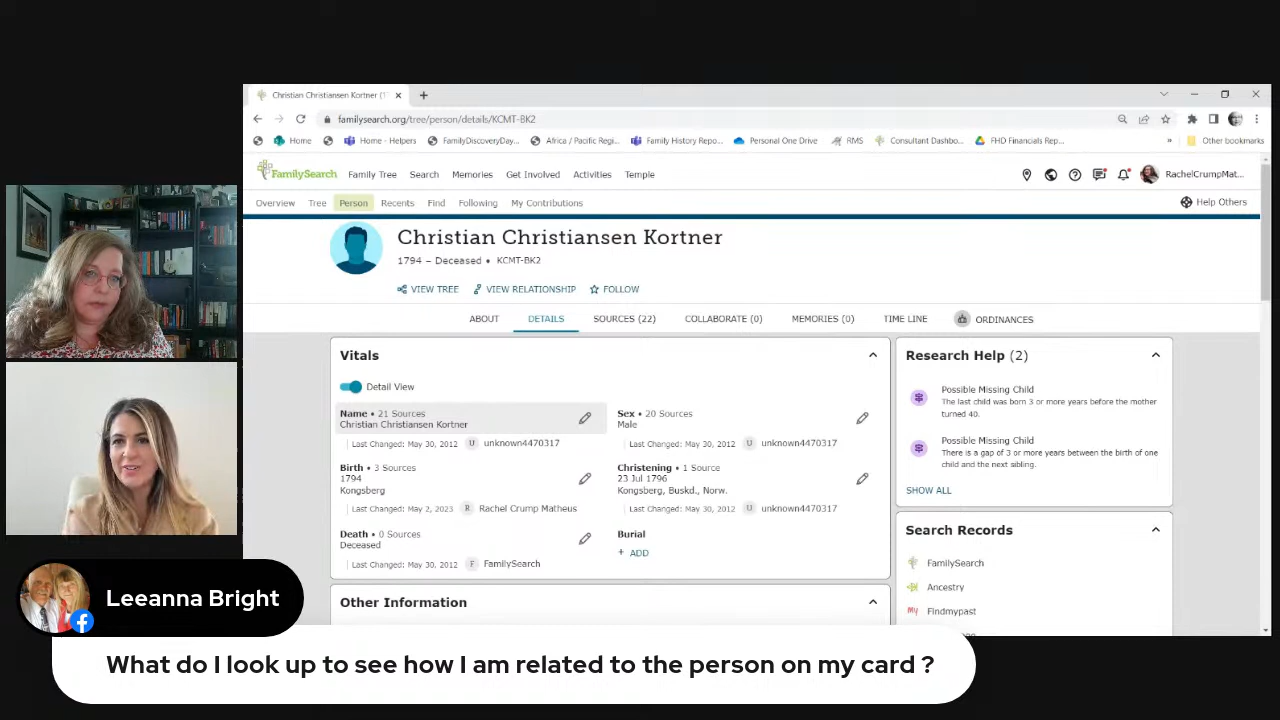 Christian Christiansen Kortner (1
familysearch.org/tree/person/details/KCMT-BK2
Home
Home - Helpers
FamilyDiscoveryDay...
Africa / Pacific Regi...
Family History Repo...
Personal One Drive
RMS
Consultant Dashbo...
FHD Financials Rep...
»
Other bookmarks
FamilySearch
Family Tree
Search
Memories
Get Involved
Activities
Temple
RachelCrumpMat...
Overview
Tree
Person
Recents
Find
Following
My Contributions
Help Others
Christian Christiansen Kortner
1794 – Deceased • KCMT-BK2
VIEW TREE
VIEW RELATIONSHIP
FOLLOW
ABOUT
DETAILS
SOURCES (22)
COLLABORATE (0)
MEMORIES (0)
TIME LINE
ORDINANCES
Vitals
Detail View
Name • 21 Sources
Christian Christiansen Kortner
Last Changed: May 30, 2012 U unknown4470317
Sex • 20 Sources
Male
Last Changed: May 30, 2012 U unknown4470317
Birth • 3 Sources
1794
Kongsberg
Last Changed: May 2, 2023 R Rachel Crump Matheus
Christening • 1 Source
23 Jul 1796
Kongsberg, Buskd., Norw.
Last Changed: May 30, 2012 U unknown4470317
Death • 0 Sources
Deceased
Last Changed: May 30, 2012 F FamilySearch
Burial
+ ADD
Other Information
Research Help (2)
Possible Missing Child
The last child was born 3 or more years before the mother
turned 40.
Possible Missing Child
There is a gap of 3 or more years between the birth of one
child and the next sibling.
SHOW ALL
Search Records
FamilySearch
Ancestry
my Findmypast
Leeanna Bright
What do I look up to see how I am related to the person on my card ?